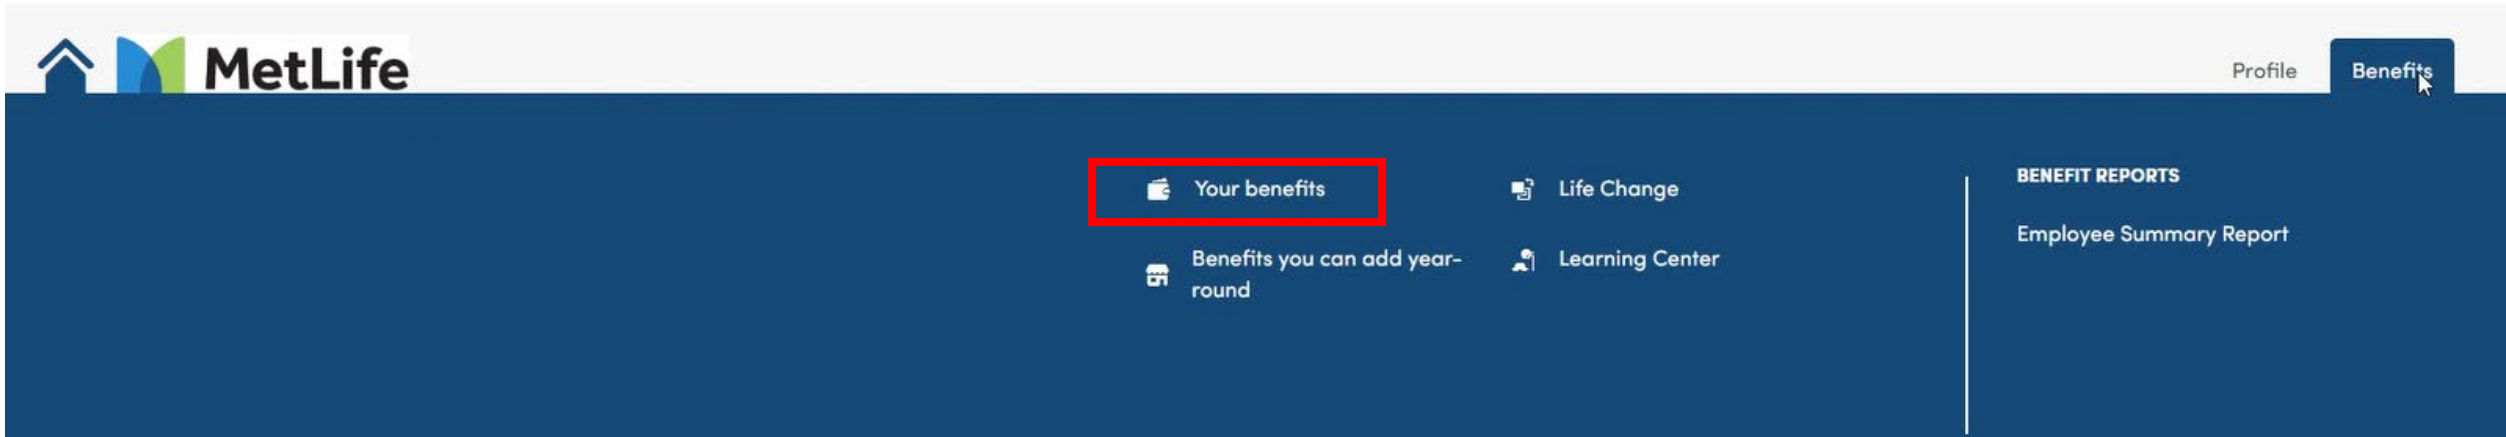 MetLife
Profile
Benefits
Your benefits
Life Change
Benefits you can add year-
round
Learning Center
BENEFIT REPORTS
Employee Summary Report